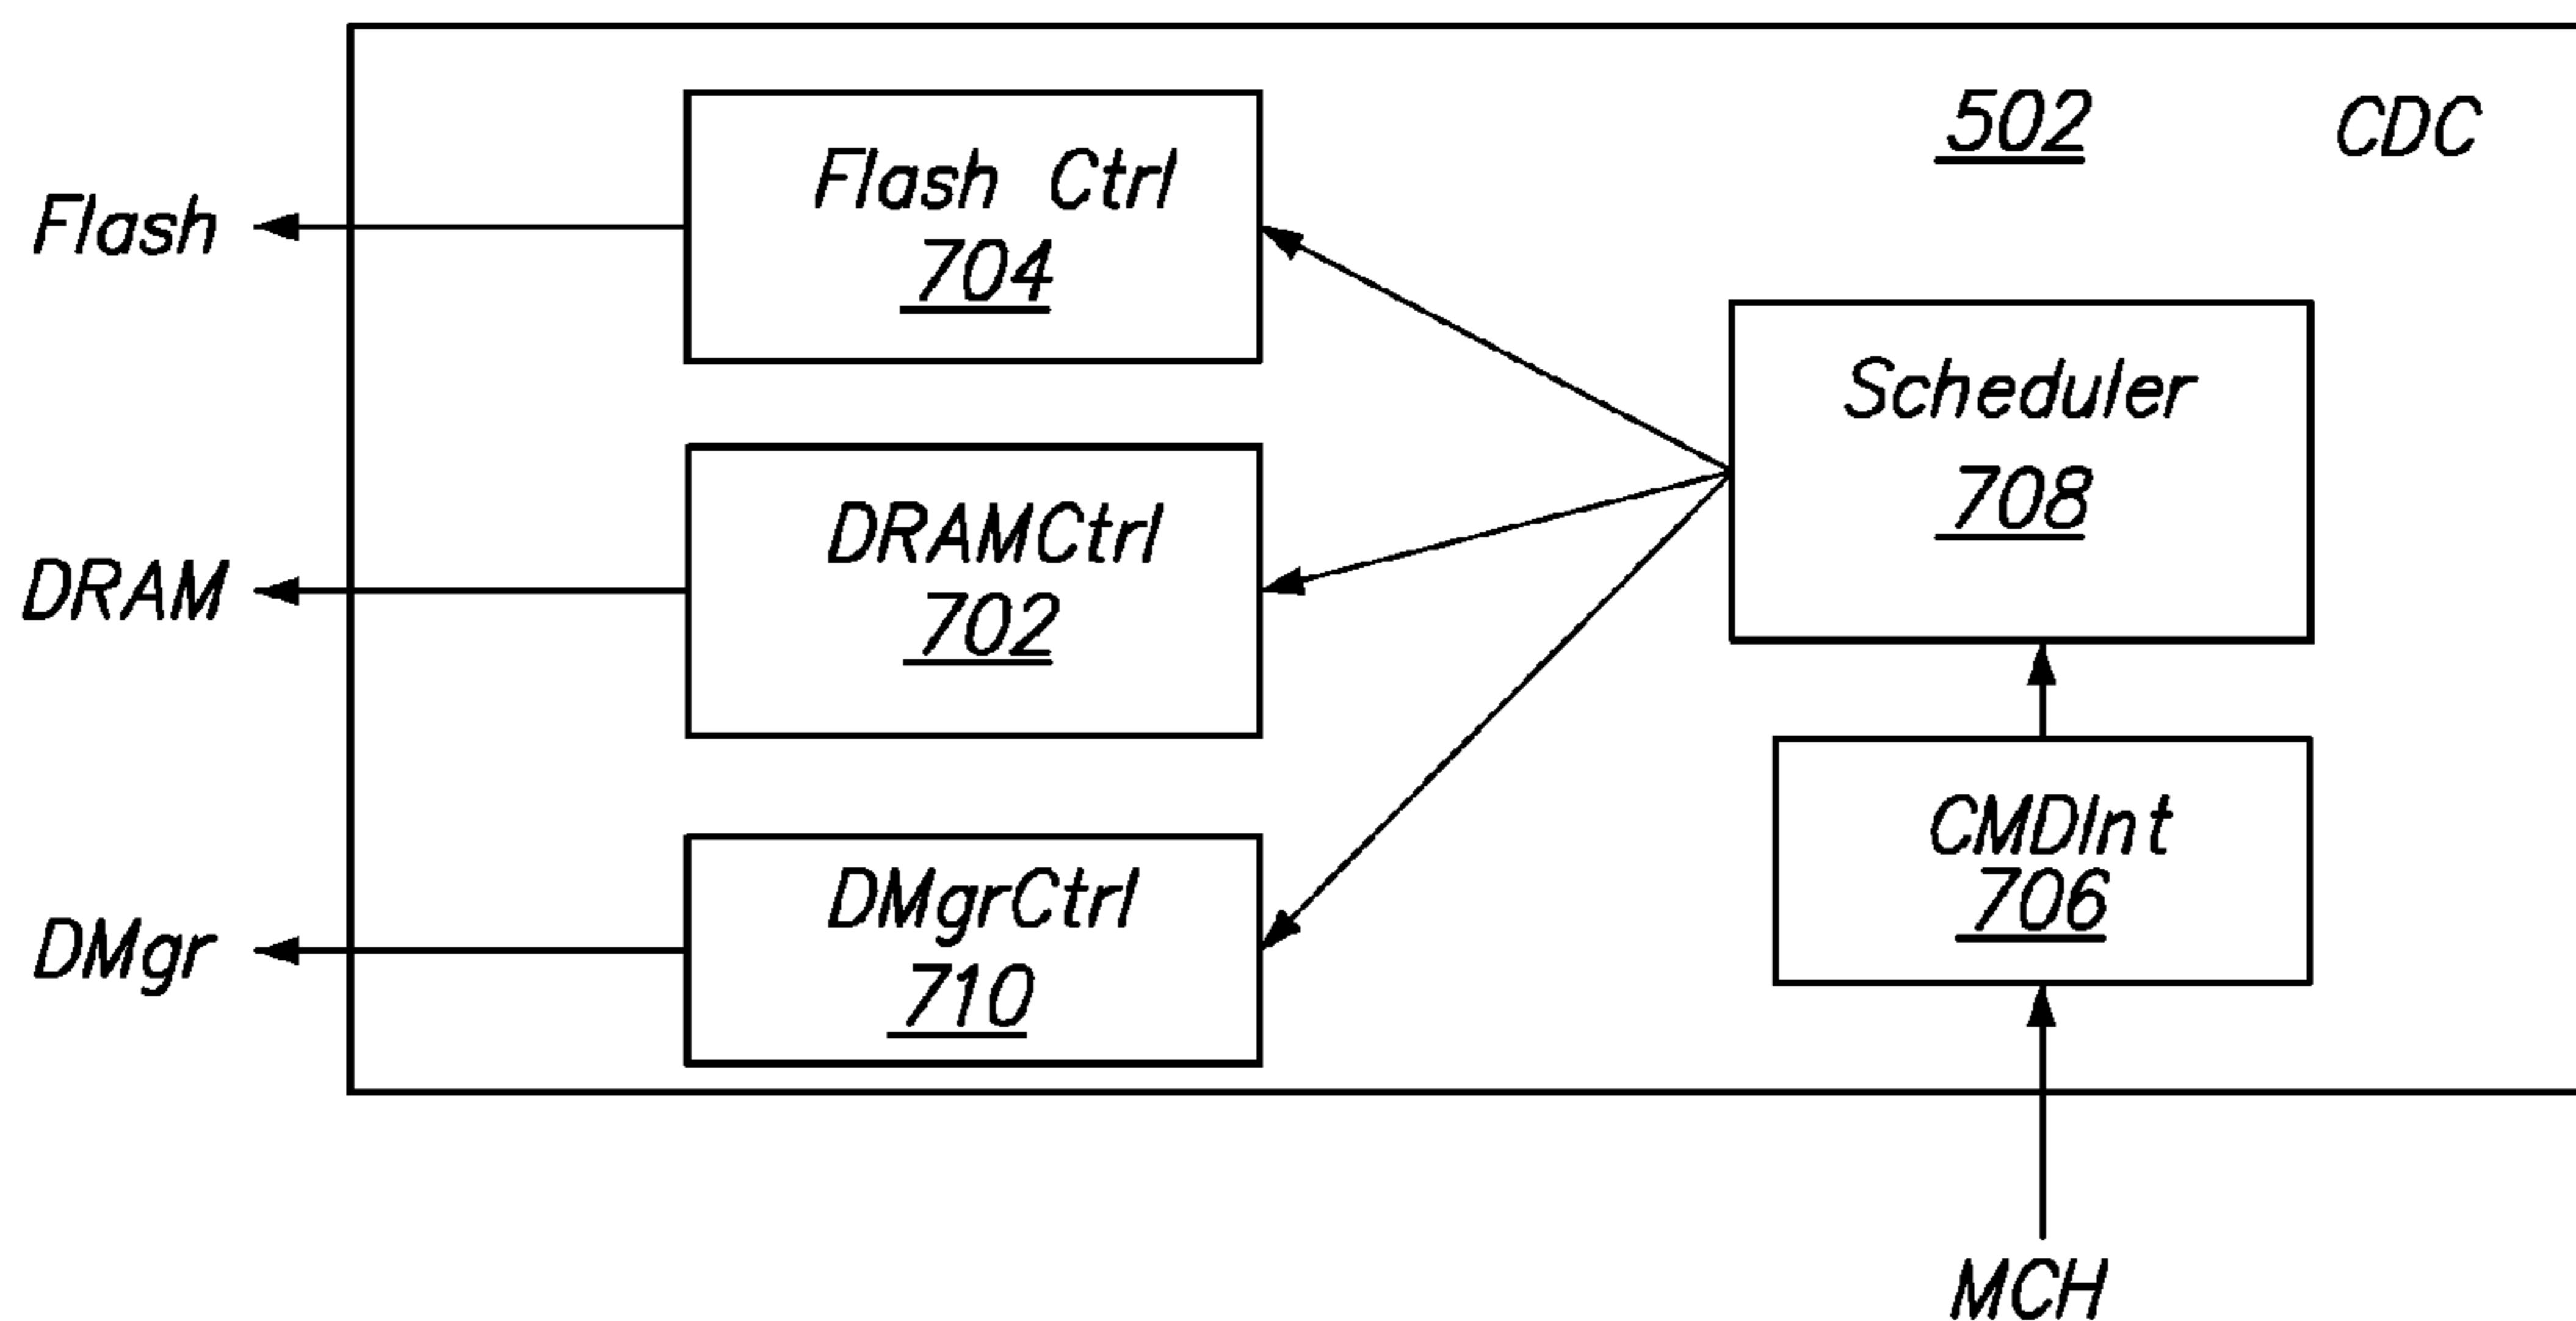 502 CDC
Flash Ctrl
704
Flash
Scheduler
708
DRAMCtrl
702
DRAM
CMDInt
706
DMgrCtrl
710
DMgr
MCH